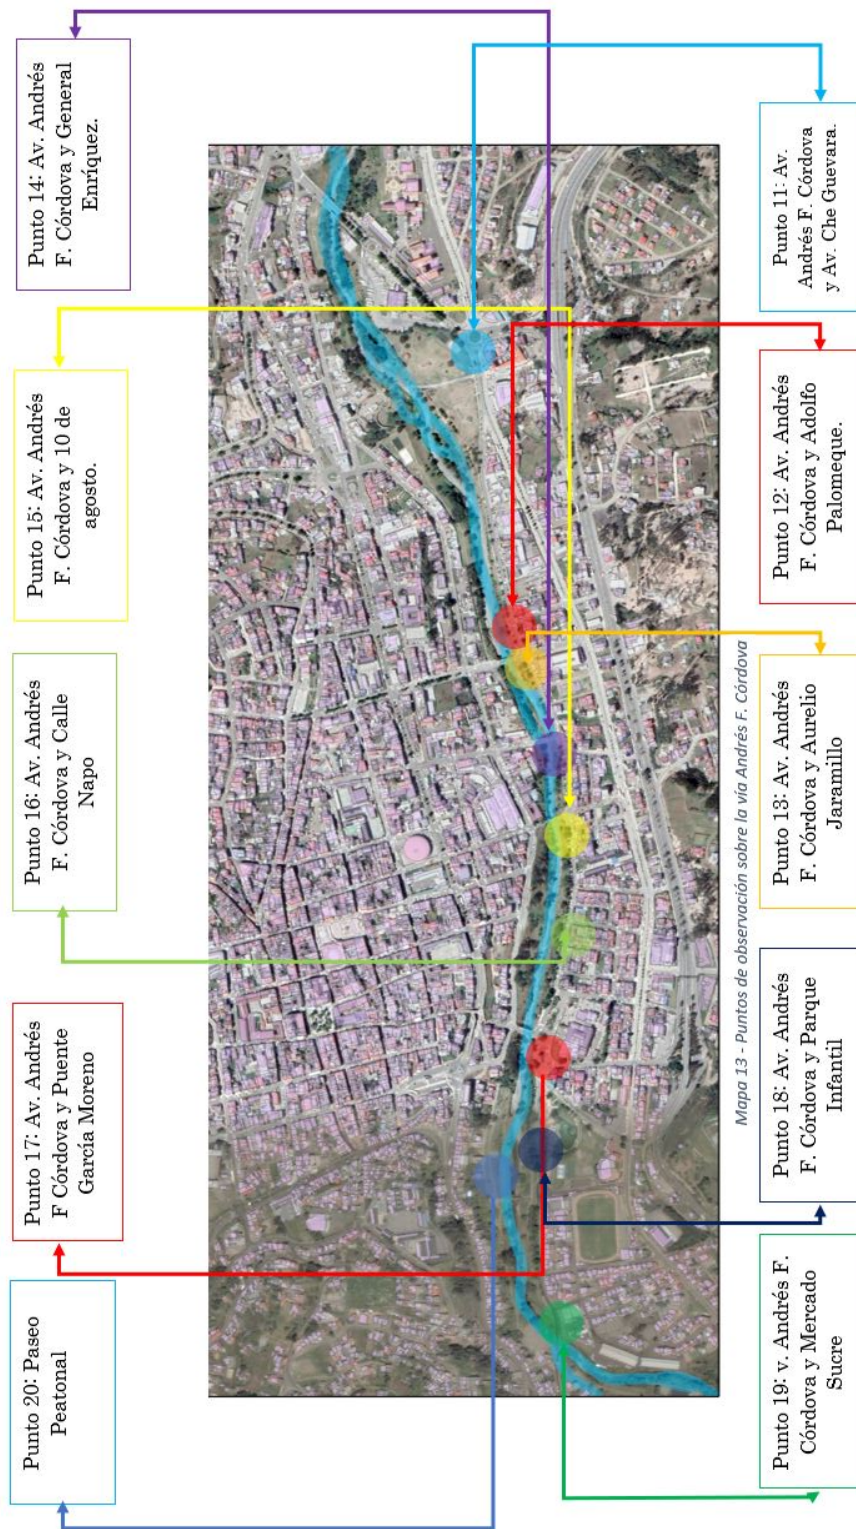 Punto 20: Paseo
Peatonal
Punto 17: Av. Andrés
F Córdova y Puente
García Moreno
Punto 16: Av. Andrés
F. Córdova y Calle
Napo
Punto 15: Av. Andrés
F. Córdova y 10 de
agosto.
Punto 14: Av. Andrés
F. Córdova y General
Enríquez.
Mapa 13 - Puntos de observación sobre la vía Andrés F. Córdova
Punto 19: v. Andrés F.
Córdova y Mercado
Sucre
Punto 18: Av. Andrés
F. Córdova y Parque
Infantil
Punto 13: Av. Andrés
F. Córdova y Aurelio
Jaramillo
Punto 12: Av. Andrés
F. Córdova y Adolfo
Palomeque.
Punto 11: Av.
Andrés F. Córdova
y Av. Che Guevara.